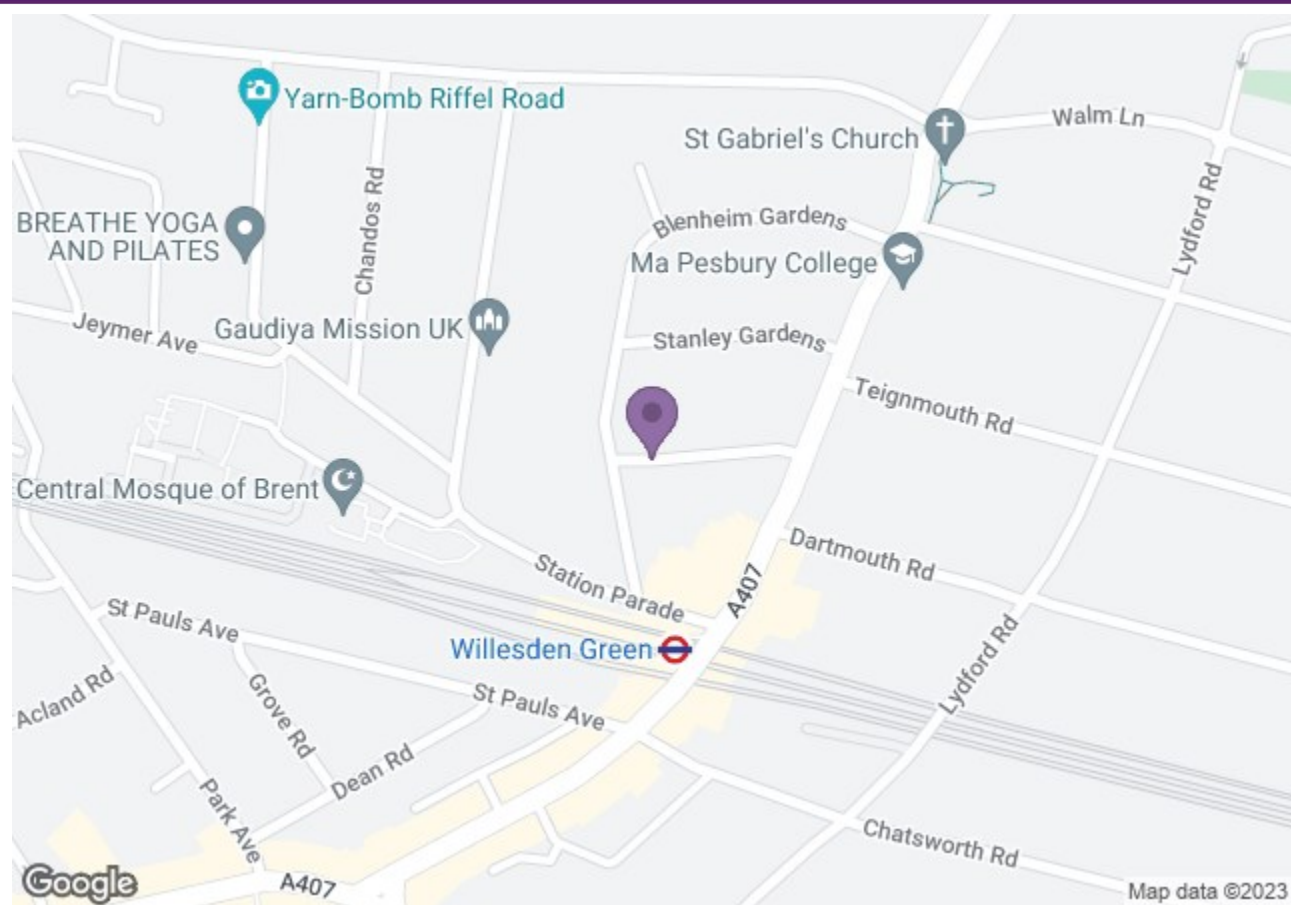 Yarn-Bomb Riffel Road
St Gabriel's Church
Walm Ln
Chandos Rd
Lydford Rd
BREATHE YOGA
AND PILATES
Blenheim Gardens
Ma Pesbury College
Jeymer Ave
Gaudiya Mission UK
Stanley Gardens
Teignmouth Rd
Central Mosque of Brent
Station Parade
A407
Dartmouth Rd
St Pauls Ave
Willesden Green
Lydford Rd
Acland Rd
Grove Rd
St Pauls Ave
Dean Rd
Park Ave
Chatsworth Rd
Google
A407
Map data ©2023